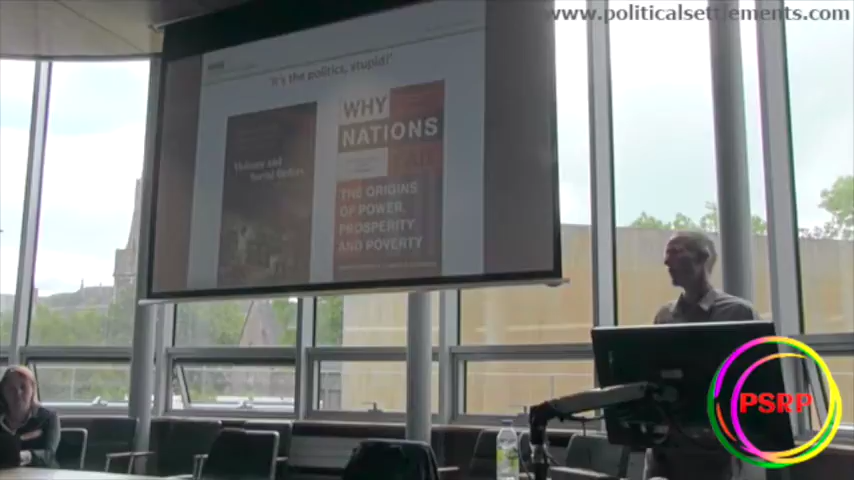 www.politicalsettlements.com
'It's the politics, stupid!'
Violence and
Social Orders
WHY
NATIONS
FAIL
THE ORIGINS
OF POWER,
PROSPERITY
AND POVERTY
PSRP